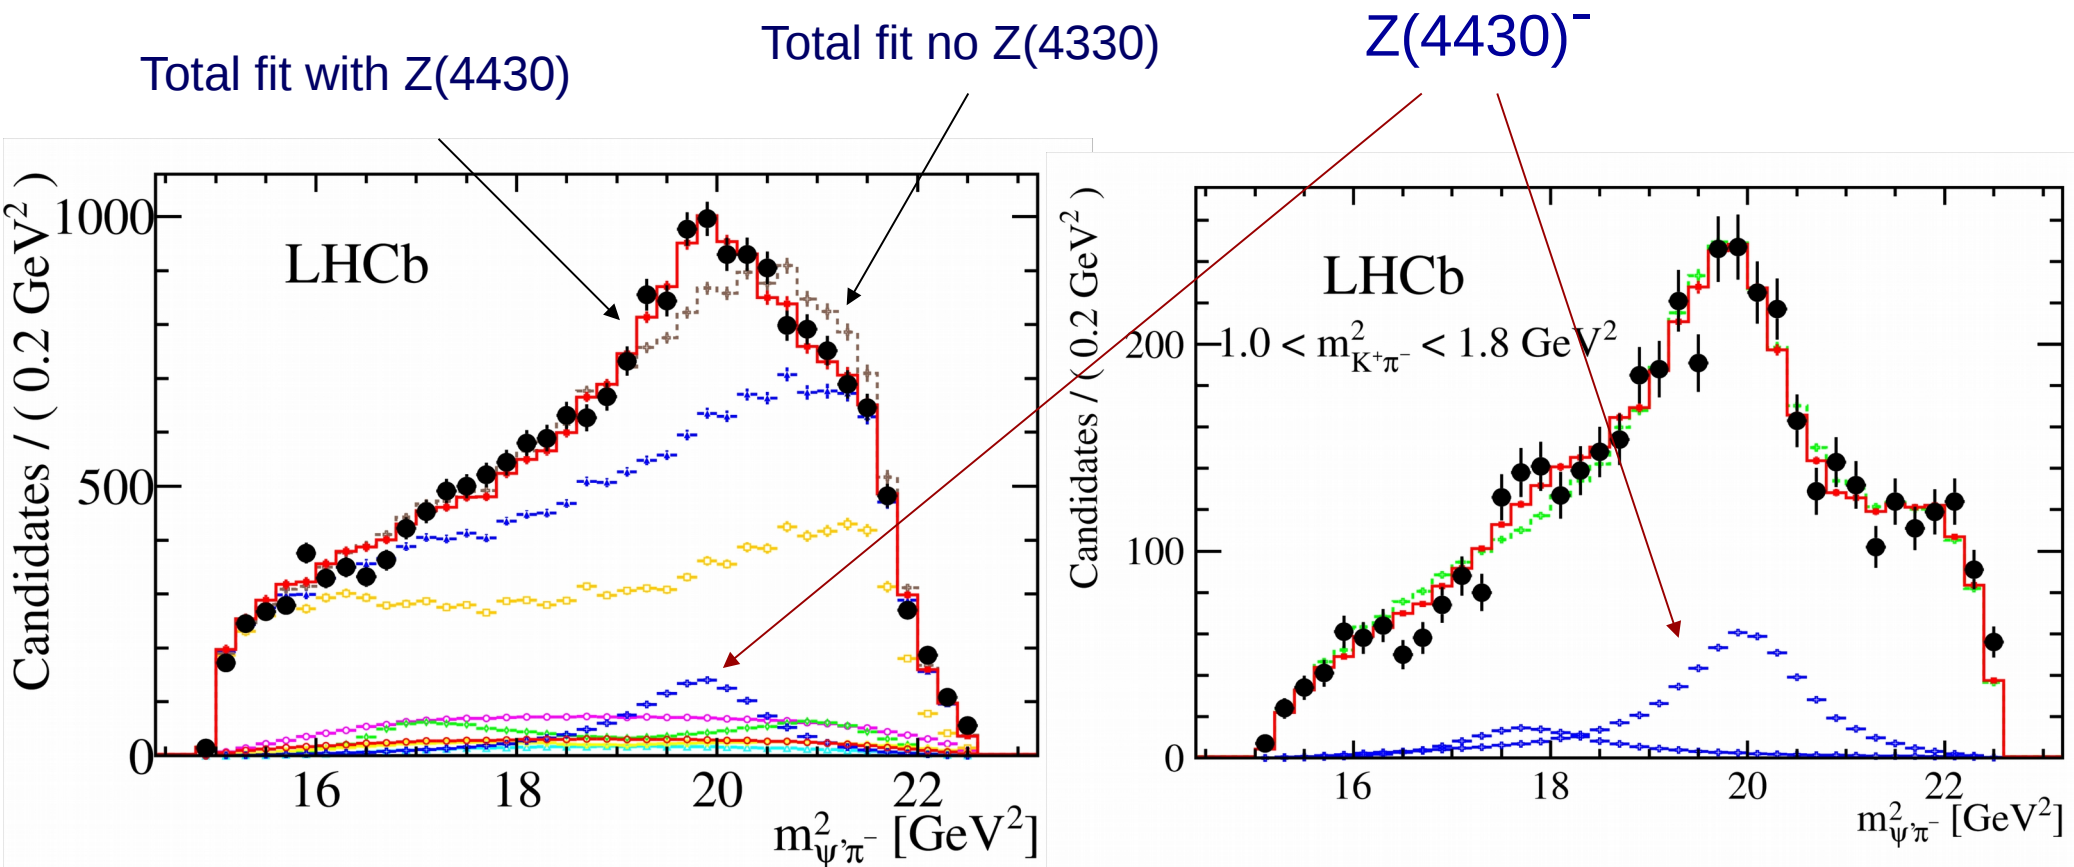 Total fit with Z(4430)
Total fit no Z(4330)
Z(4430)⁻
Candidates / ( 0.2 GeV² )
1000
500
0
LHCb
16 18 20 22
m²ψ'π⁻ [GeV²]
Candidates / ( 0.2 GeV² )
200
100
0
LHCb
1.0 < m²K⁺π⁻ < 1.8 GeV²
16 18 20 22
m²ψ'π⁻ [GeV²]